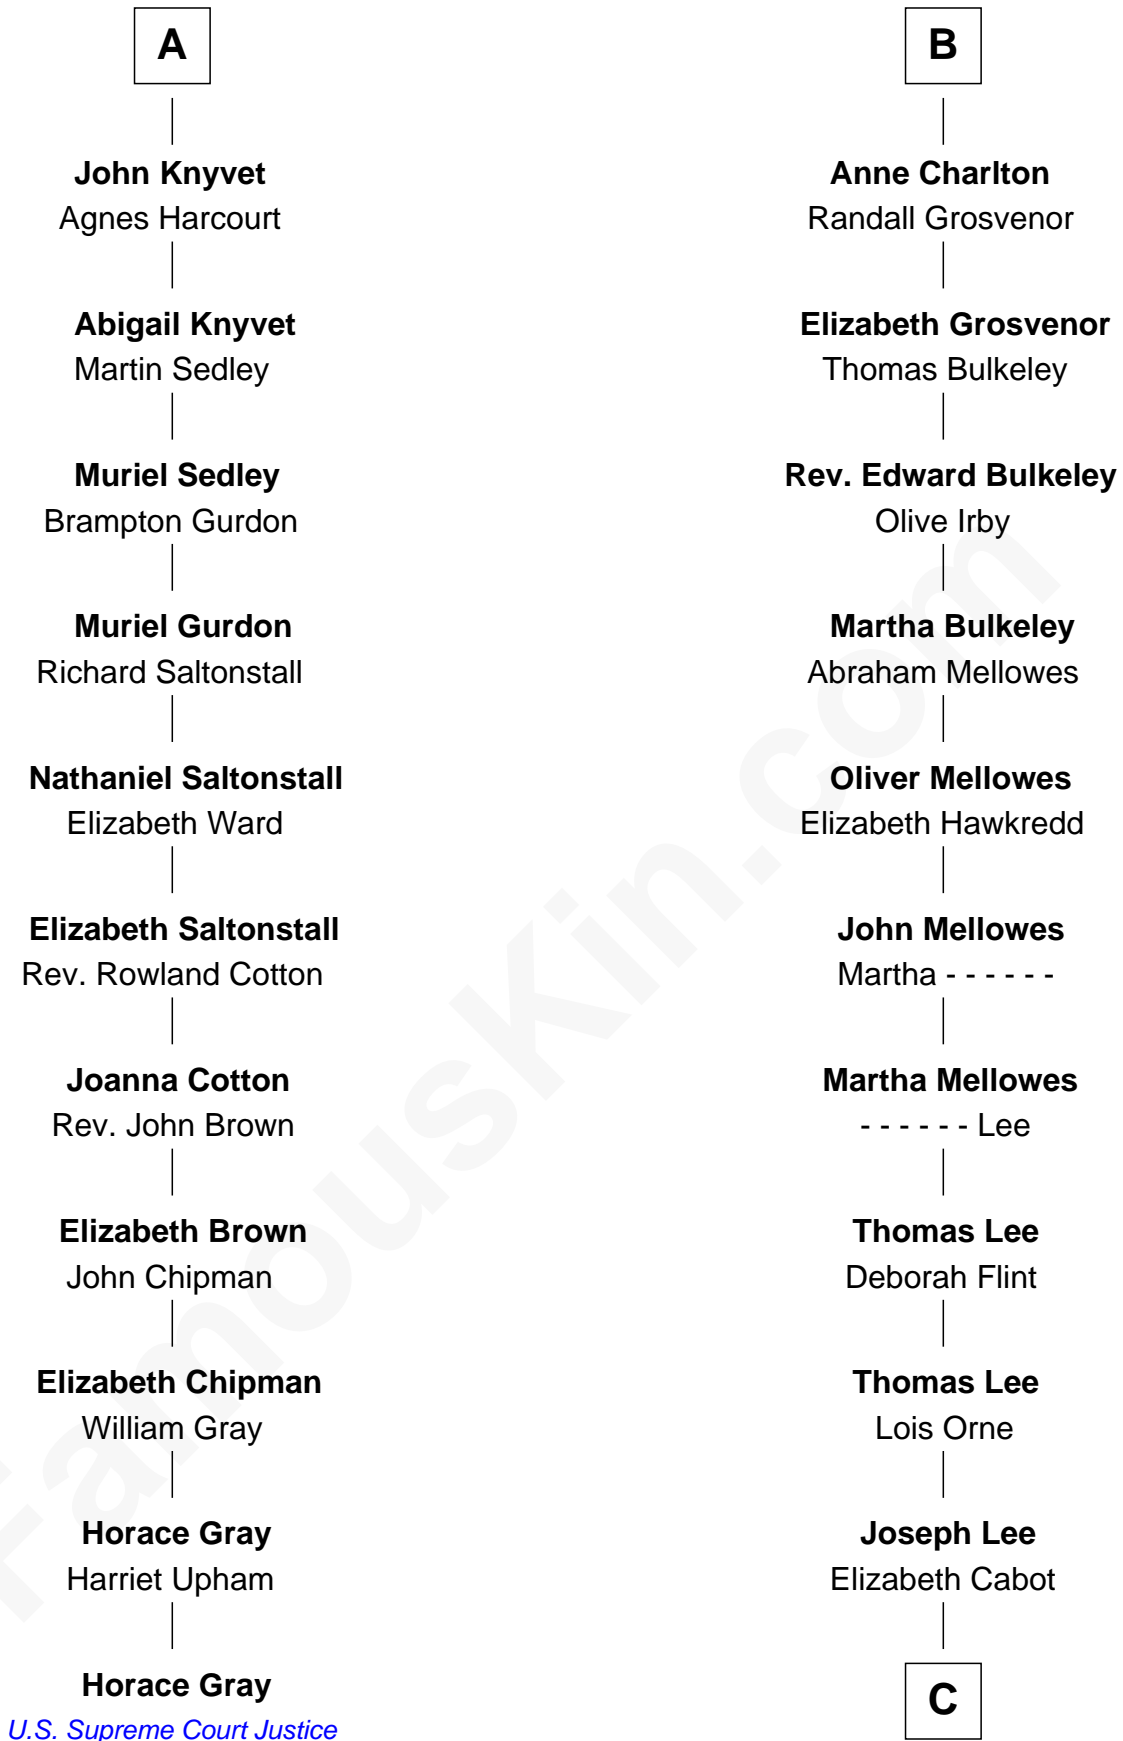 A
John Knyvet
Agnes Harcourt
Abigail Knyvet
Martin Sedley
Muriel Sedley
Brampton Gurdon
Muriel Gurdon
Richard Saltonstall
Nathaniel Saltonstall
Elizabeth Ward
Elizabeth Saltonstall
Rev. Rowland Cotton
Joanna Cotton
Rev. John Brown
Elizabeth Brown
John Chipman
Elizabeth Chipman
William Gray
Horace Gray
Harriet Upham
Horace Gray
U.S. Supreme Court Justice
B
Anne Charlton
Randall Grosvenor
Elizabeth Grosvenor
Thomas Bulkeley
Rev. Edward Bulkeley
Olive Irby
Martha Bulkeley
Abraham Mellowes
Oliver Mellowes
Elizabeth Hawkredd
John Mellowes
Martha - - - - - -
Martha Mellowes
- - - - - - Lee
Thomas Lee
Deborah Flint
Thomas Lee
Lois Orne
Joseph Lee
Elizabeth Cabot
C
FamousKin.com